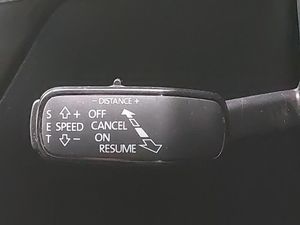 - DISTANCE +
S + OFF
E SPEED CANCEL
T - ON
RESUME